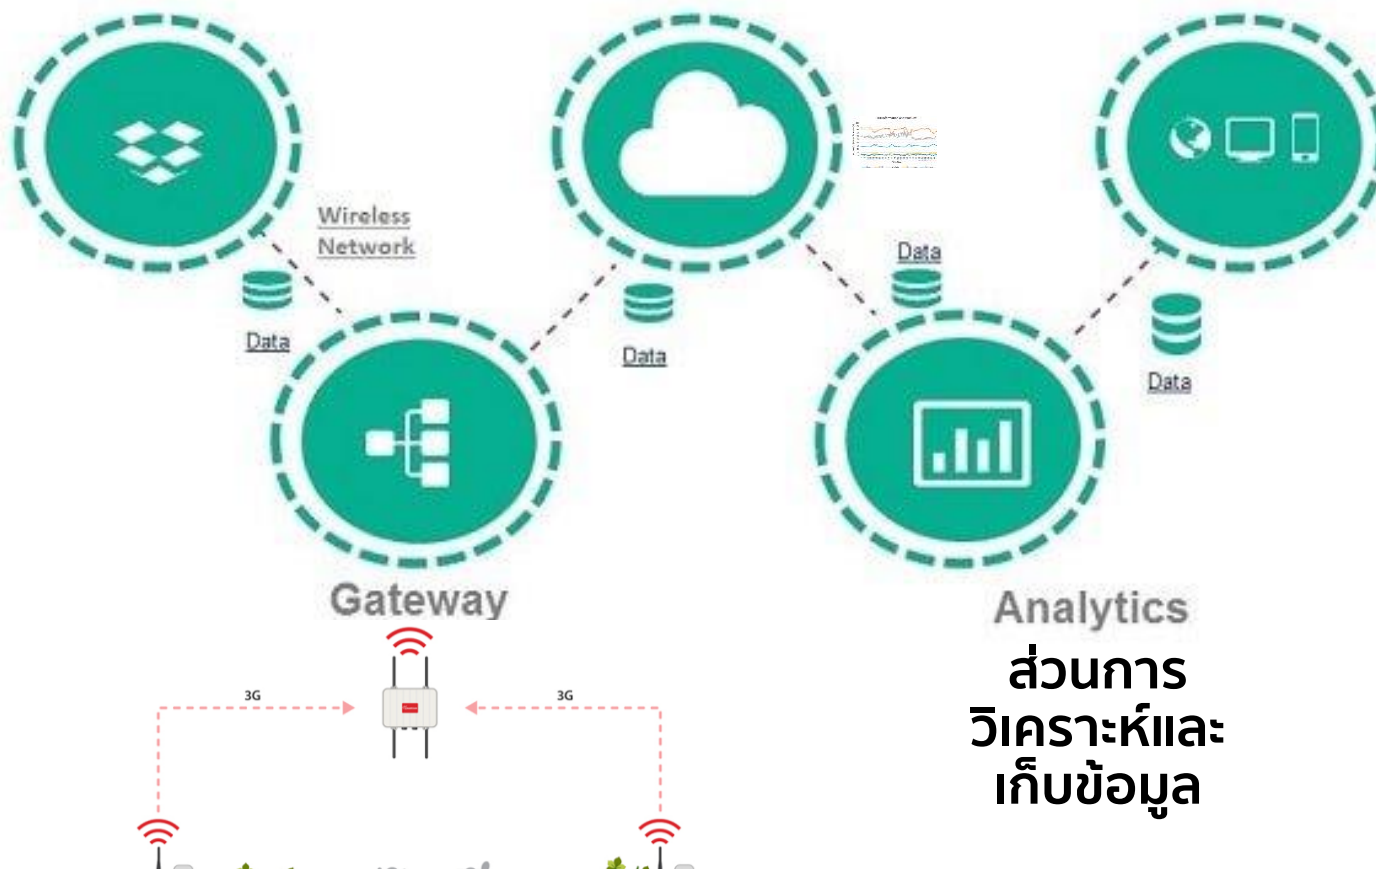 Wireless
Network
Data
Data
Data
Data
Gateway
Analytics
3G
3G
ส่วนการ
วิเคราะห์และ
เก็บข้อมูล